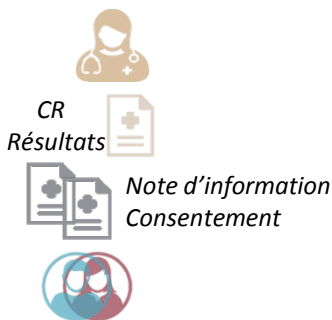 CR
Résultats
Note d’information
Consentement